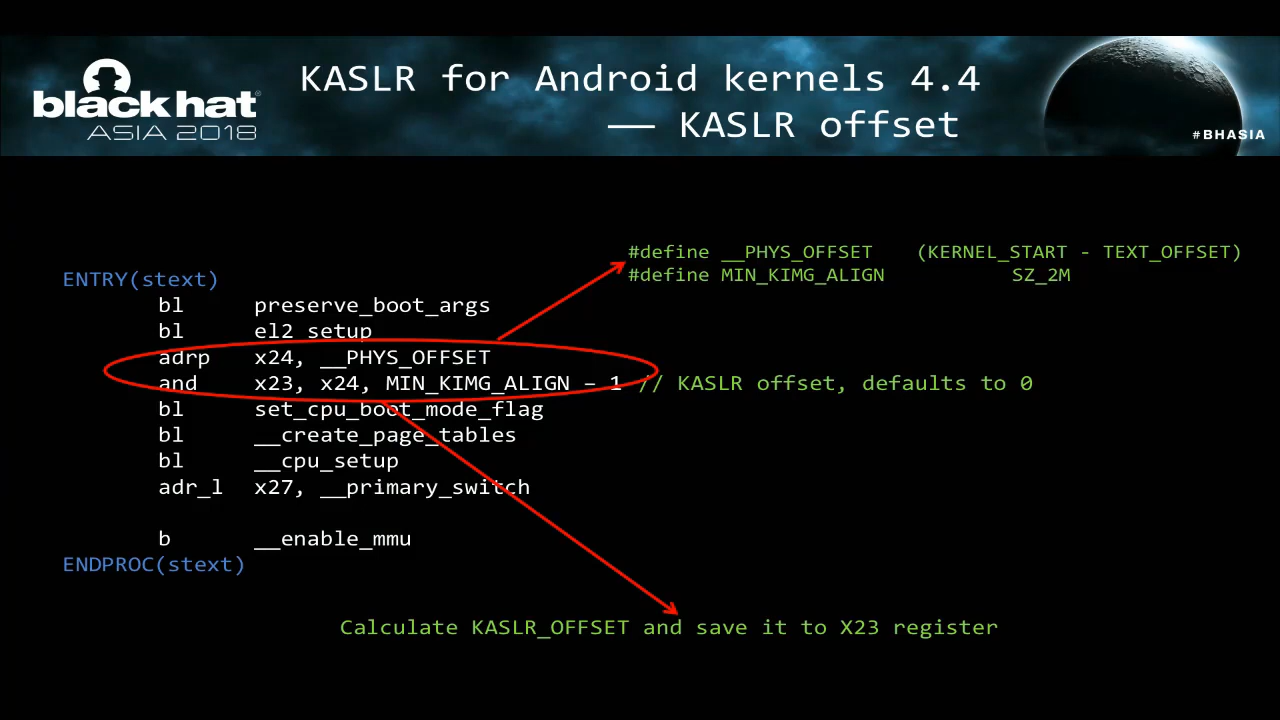 black hat®
ASIA 2018
KASLR for Android kernels 4.4
—— KASLR offset
#BHASIA
#define __PHYS_OFFSET (KERNEL_START - TEXT_OFFSET)
#define MIN_KIMG_ALIGN SZ_2M
ENTRY(stext)
bl preserve_boot_args
bl el2_setup
adrp x24, __PHYS_OFFSET
and x23, x24, MIN_KIMG_ALIGN – 1 // KASLR offset, defaults to 0
bl set_cpu_boot_mode_flag
bl __create_page_tables
bl __cpu_setup
adr_l x27, __primary_switch
b __enable_mmu
ENDPROC(stext)
Calculate KASLR_OFFSET and save it to X23 register